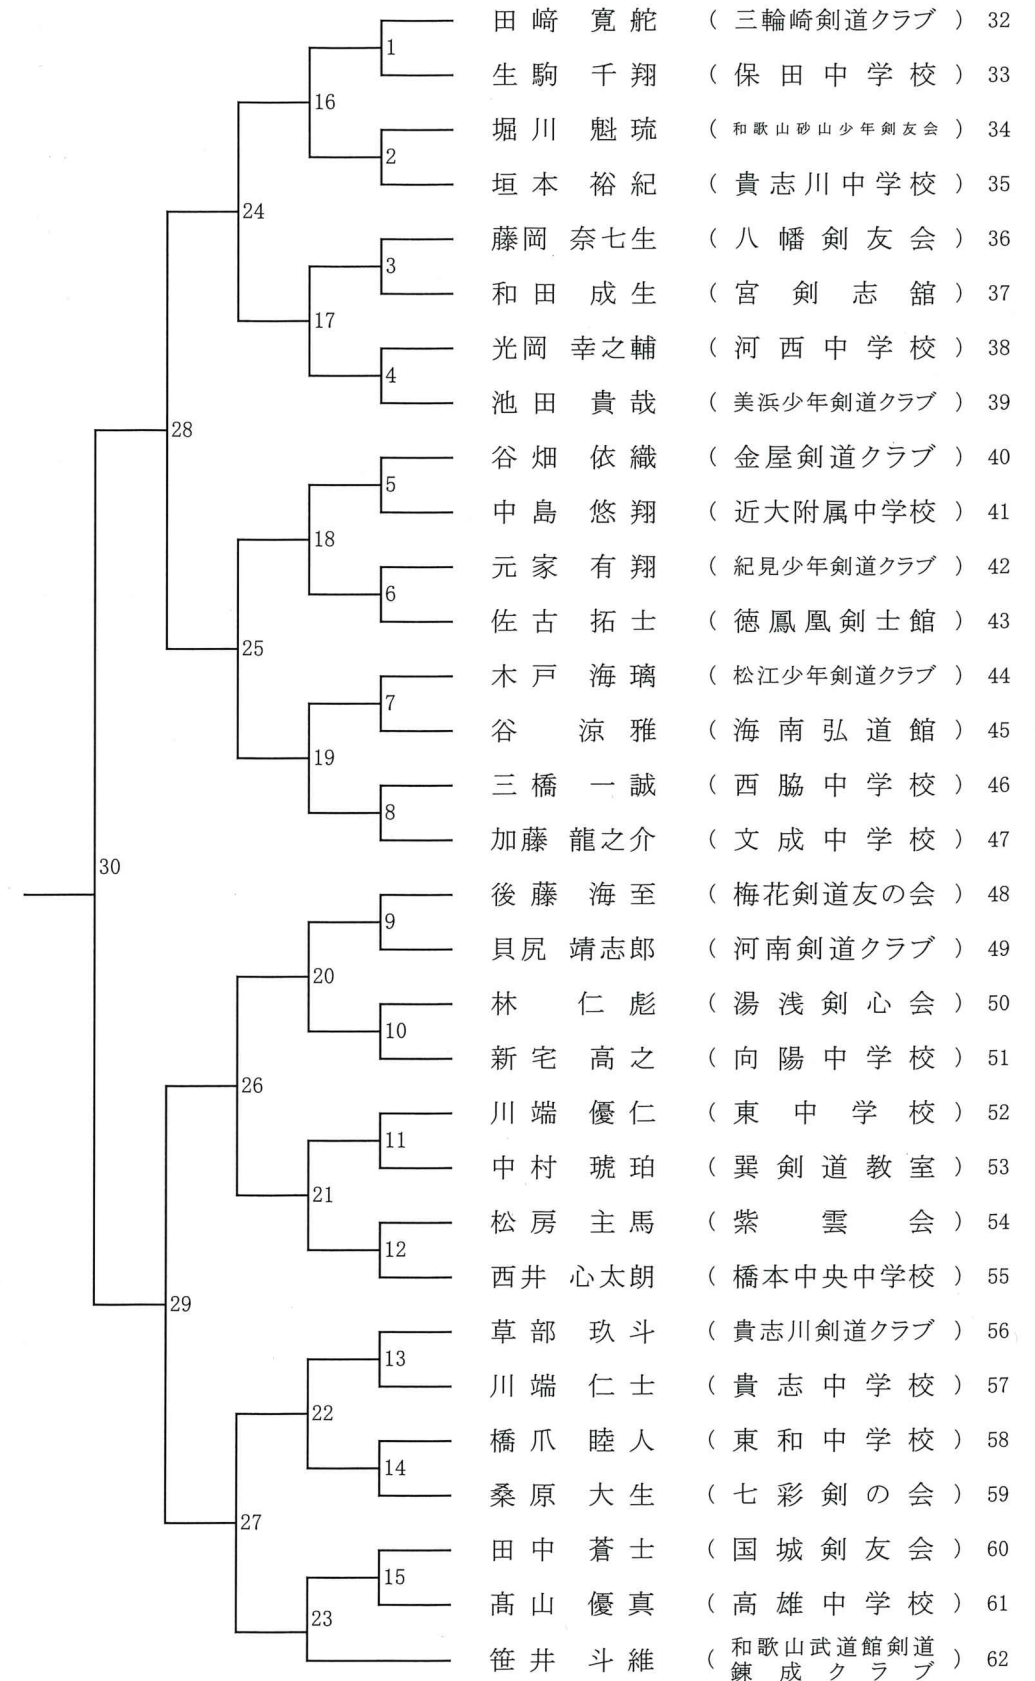 田﨑 寛舵 ( 三輪崎剣道クラブ ) 32
1
生駒 千翔 ( 保田中学校 ) 33
16
堀川 魁琉 ( 和歌山砂山少年剣友会 ) 34
2
垣本 裕紀 ( 貴志川中学校 ) 35
24
藤岡 奈七生 ( 八幡剣友会 ) 36
3
和田 成生 ( 宮剣志舘 ) 37
17
光岡 幸之輔 ( 河西中学校 ) 38
4
池田 貴哉 ( 美浜少年剣道クラブ ) 39
28
谷畑 依織 ( 金屋剣道クラブ ) 40
5
中島 悠翔 ( 近大附属中学校 ) 41
18
元家 有翔 ( 紀見少年剣道クラブ ) 42
6
佐古 拓士 ( 徳鳳凰剣士館 ) 43
25
木戸 海璃 ( 松江少年剣道クラブ ) 44
7
谷 涼雅 ( 海南弘道館 ) 45
19
三橋 一誠 ( 西脇中学校 ) 46
8
加藤 龍之介 ( 文成中学校 ) 47
30
後藤 海至 ( 梅花剣道友の会 ) 48
9
貝尻 靖志郎 ( 河南剣道クラブ ) 49
20
林 仁彪 ( 湯浅剣心会 ) 50
10
新宅 高之 ( 向陽中学校 ) 51
26
川端 優仁 ( 東中学校 ) 52
11
中村 琥珀 ( 巽剣道教室 ) 53
21
松房 主馬 ( 紫雲会 ) 54
12
西井 心太朗 ( 橋本中央中学校 ) 55
29
草部 玖斗 ( 貴志川剣道クラブ ) 56
13
川端 仁士 ( 貴志中学校 ) 57
22
橋爪 睦人 ( 東和中学校 ) 58
14
桑原 大生 ( 七彩剣の会 ) 59
27
田中 蒼士 ( 国城剣友会 ) 60
15
髙山 優真 ( 高雄中学校 ) 61
23
笹井 斗維 ( 和歌山武道館剣道
錬成クラブ ) 62